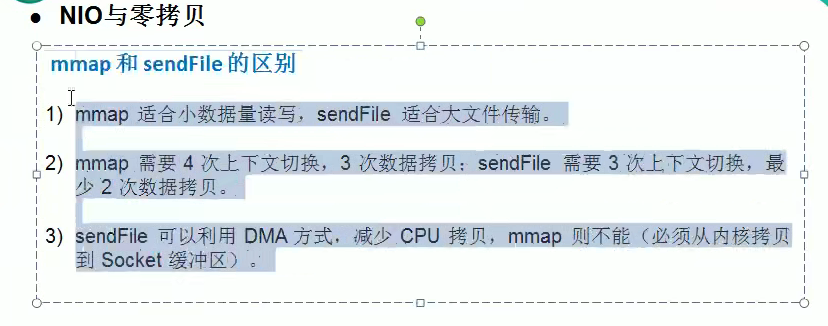 ● NIO与零拷贝
mmap 和 sendFile 的区别
1) mmap 适合小数据量读写，sendFile 适合大文件传输。
2) mmap 需要 4 次上下文切换，3 次数据拷贝；sendFile 需要 3 次上下文切换，最
少 2 次数据拷贝。
3) sendFile 可以利用 DMA 方式，减少 CPU 拷贝，mmap 则不能（必须从内核拷贝
到 Socket 缓冲区）。